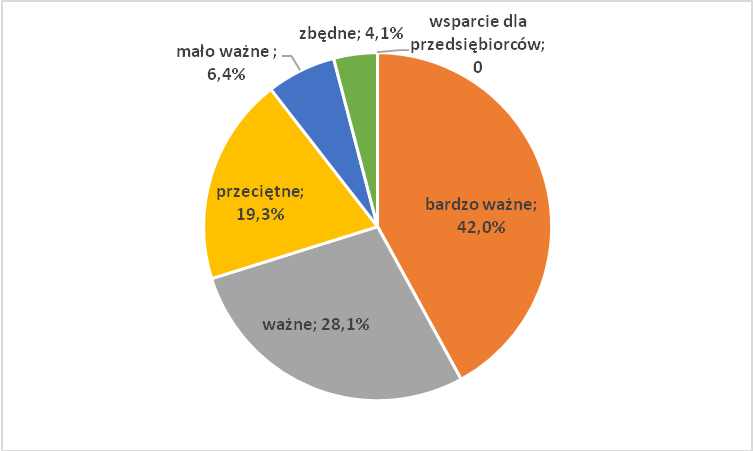 zbędne; 4,1%
wsparcie dla
przedsiębiorców;
0
mało ważne ;
6,4%
przeciętne;
19,3%
bardzo ważne;
42,0%
ważne; 28,1%